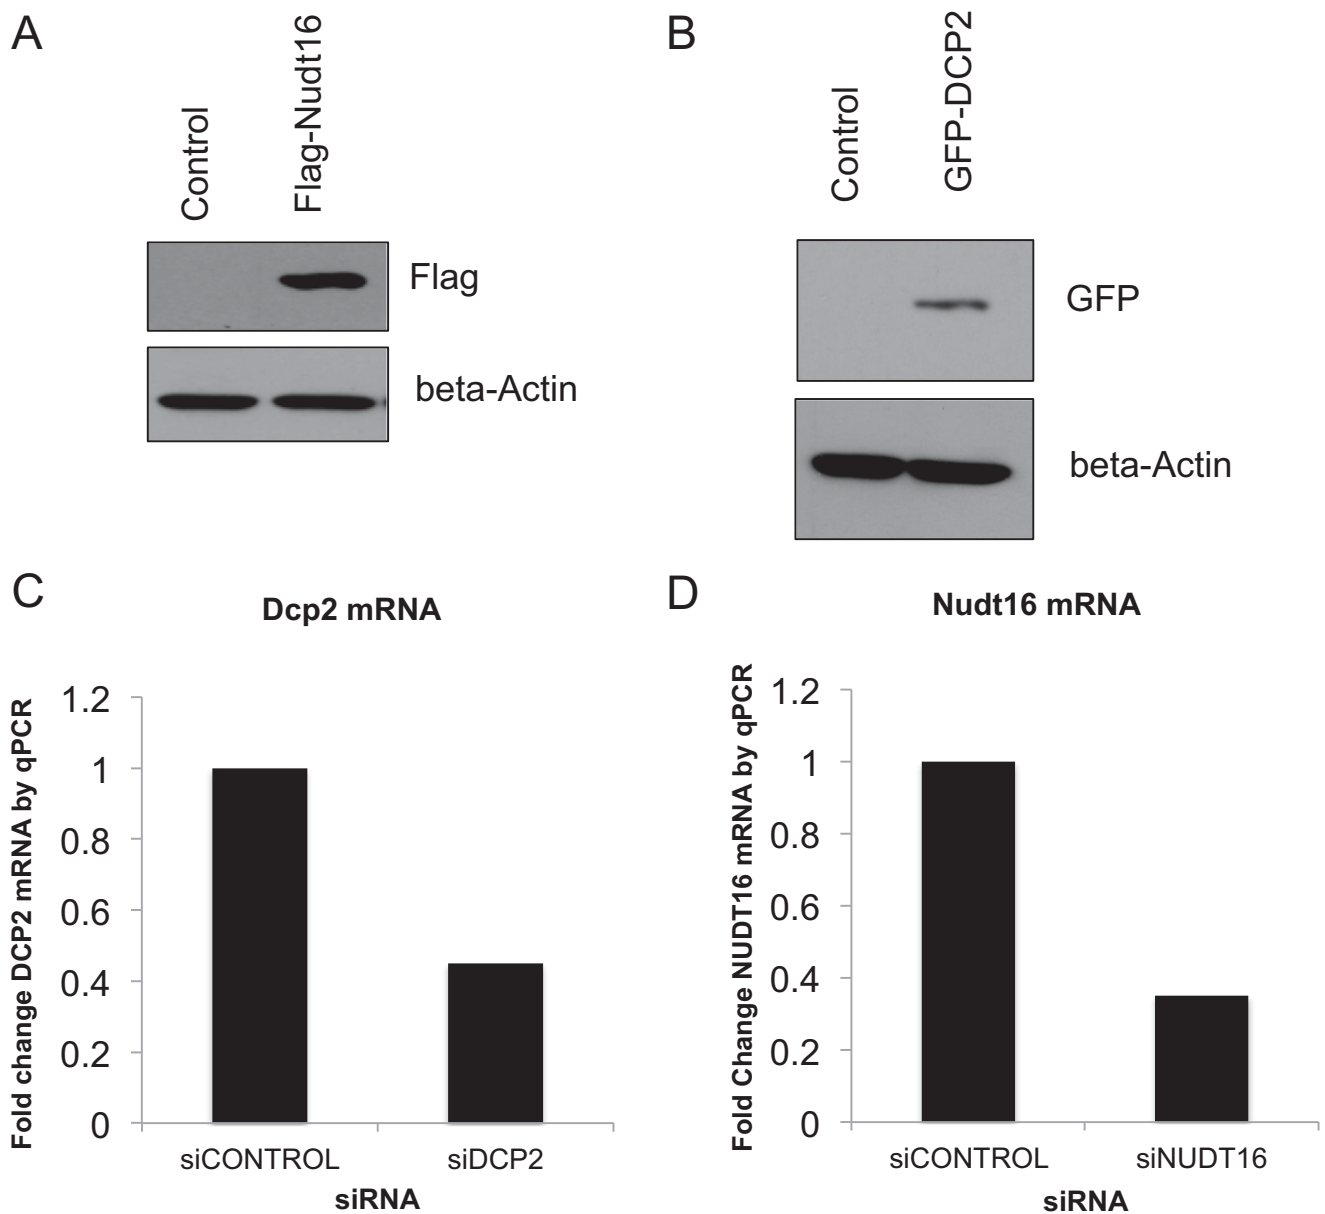 A
Control
Flag-Nudt16
Flag
beta-Actin
B
Control
GFP-DCP2
GFP
beta-Actin
C
Dcp2 mRNA
Fold change DCP2 mRNA by qPCR
1.2
1
0.8
0.6
0.4
0.2
0
siCONTROL
siDCP2
siRNA
D
Nudt16 mRNA
Fold Change NUDT16 mRNA by qPCR
1.2
1
0.8
0.6
0.4
0.2
0
siCONTROL
siNUDT16
siRNA